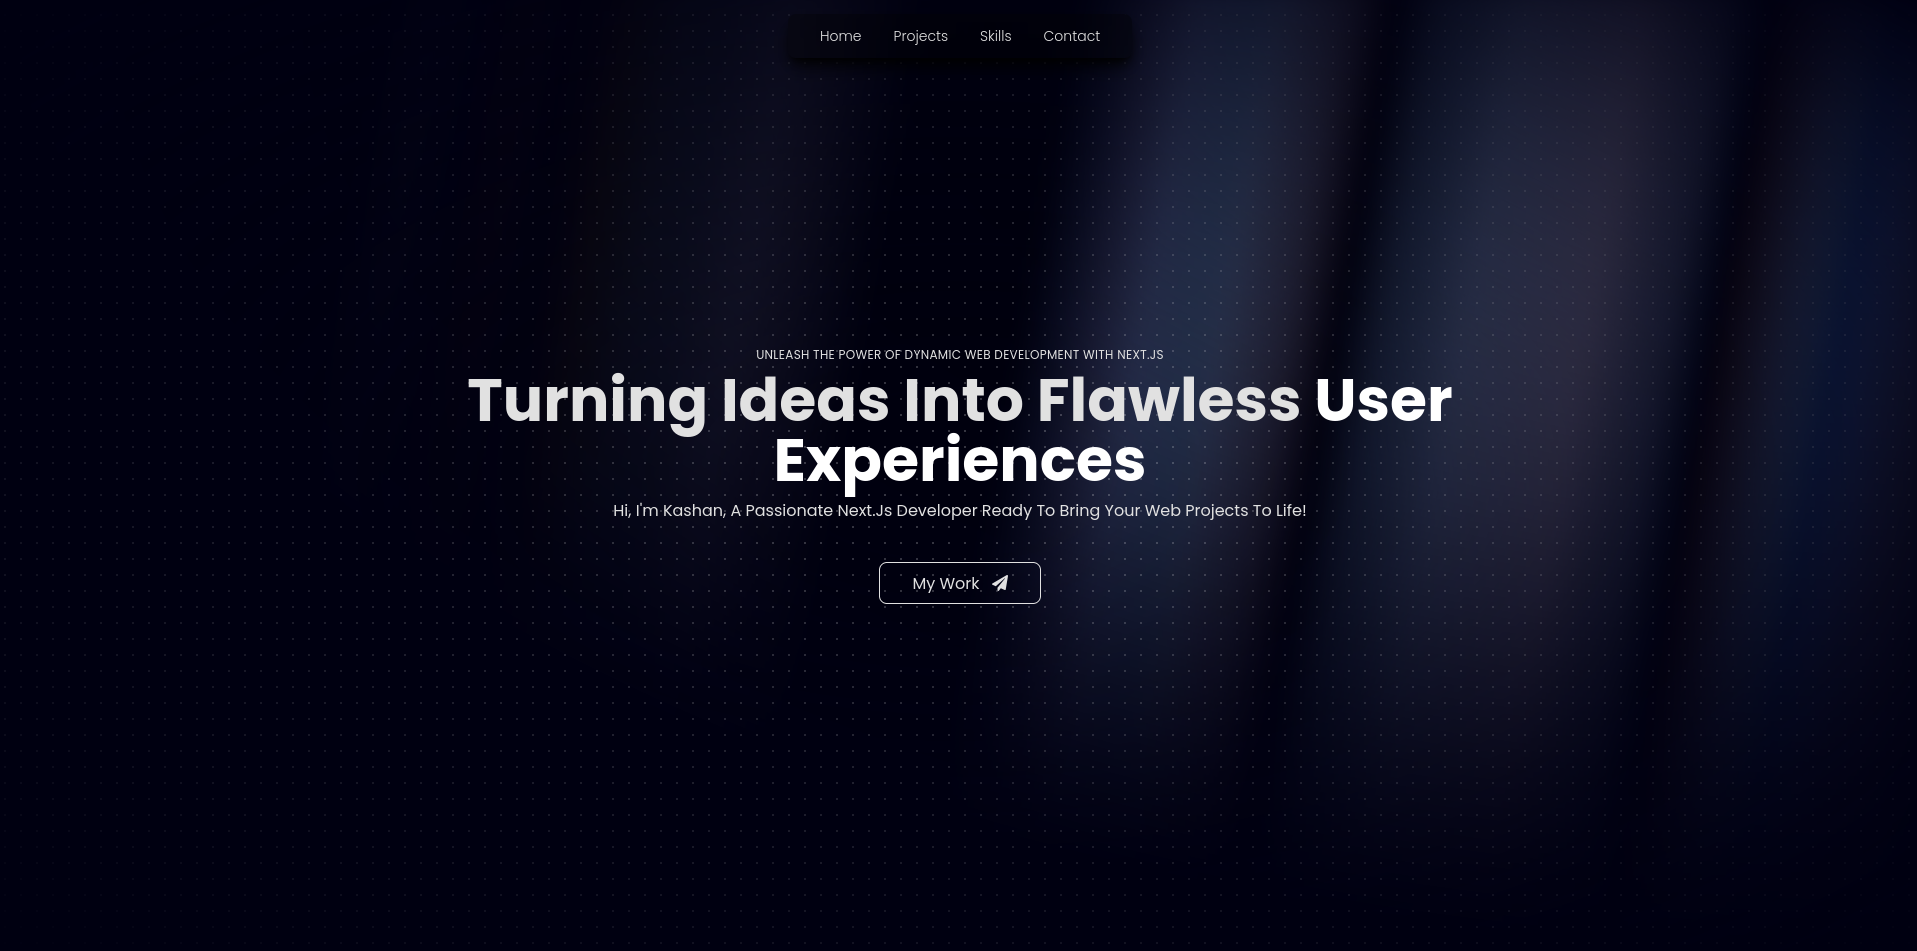 Home Projects Skills Contact
UNLEASH THE POWER OF DYNAMIC WEB DEVELOPMENT WITH NEXT.JS
Turning Ideas Into Flawless User
Experiences
Hi, I'm Kashan, A Passionate Next.Js Developer Ready To Bring Your Web Projects To Life!
My Work